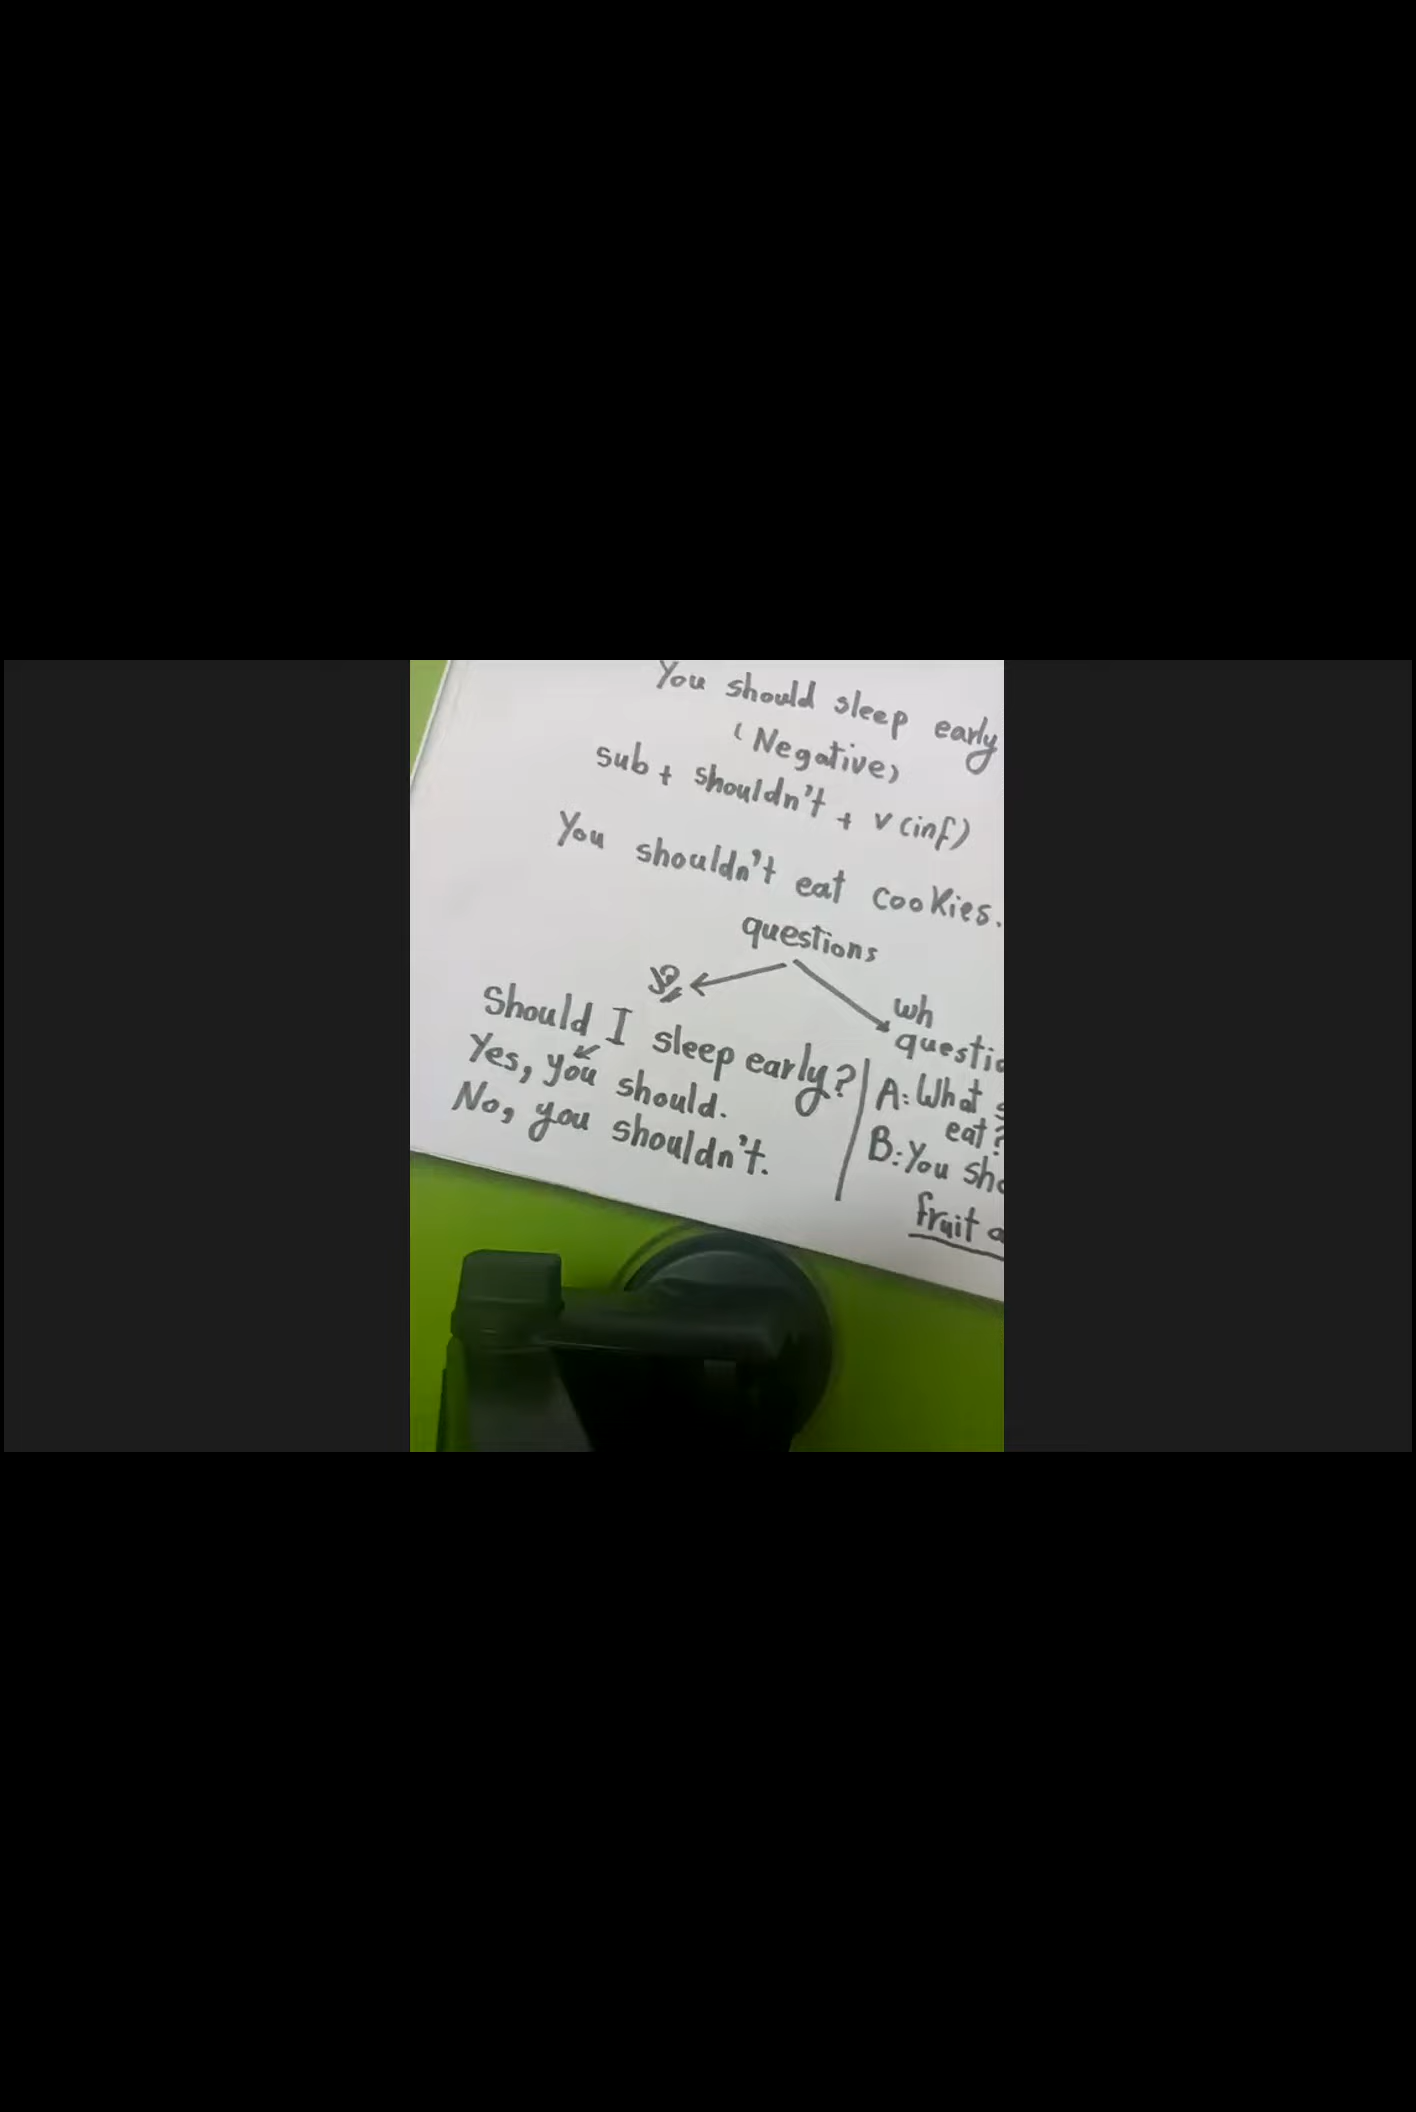 You should sleep early
(Negative)
sub + shouldn't + v (inf)
You shouldn't eat cookies.
questions
هل
Should I sleep early?
Yes, you should.
No, you shouldn't.
wh
A: What
eat?
B: You
fruit